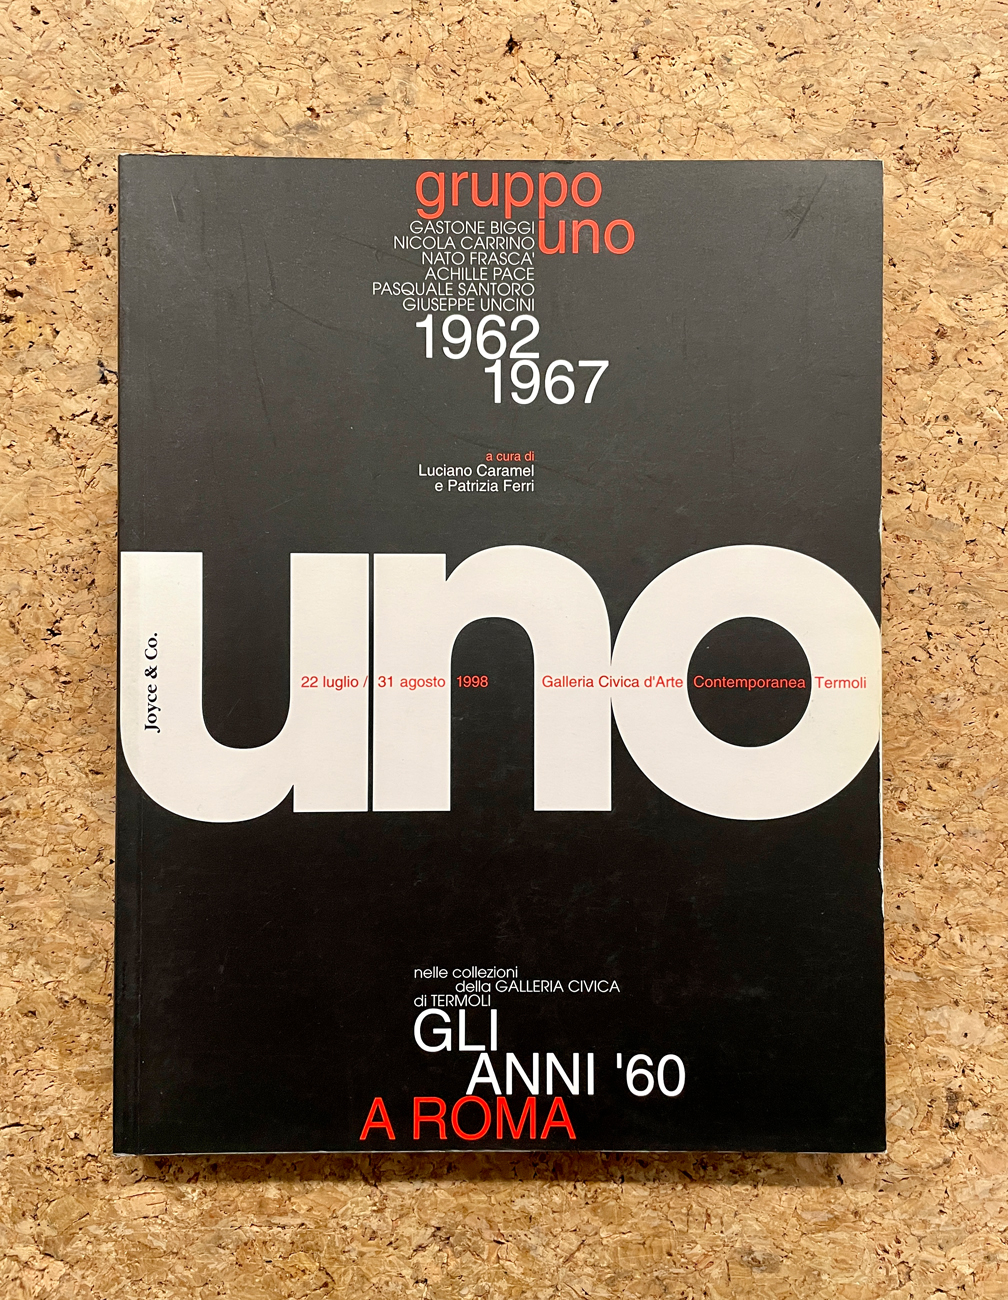 gruppo
uno
GASTONE BIGGI
NICOLA CARRINO
NATO FRASCA'
ACHILLE PACE
PASQUALE SANTORO
GIUSEPPE UNCINI
1962
1967
a cura di
Luciano Caramel
e Patrizia Ferri
uno
Joyce & Co.
22 luglio / 31 agosto 1998 Galleria Civica d'Arte Contemporanea Termoli
nelle collezioni
della GALLERIA CIVICA
di TERMOLI
GLI
ANNI '60
A ROMA